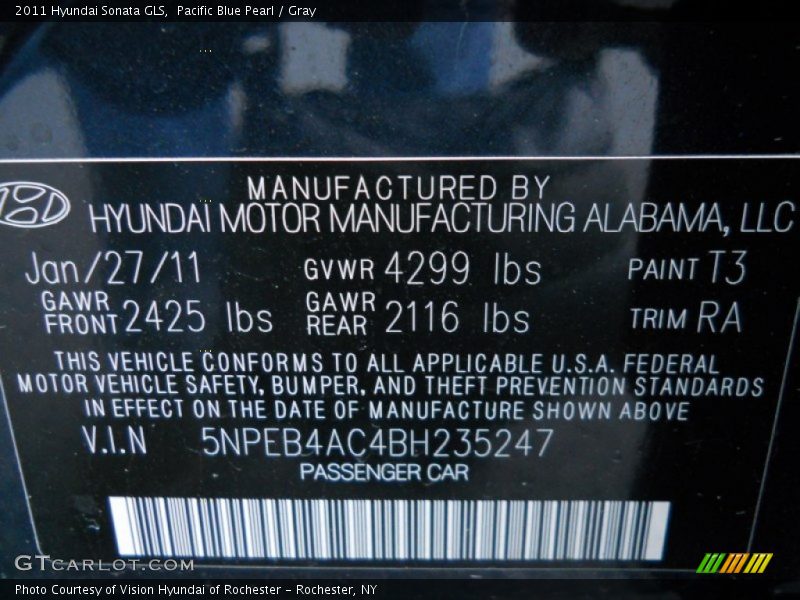 2011 Hyundai Sonata GLS,  Pacific Blue Pearl / Gray
MANUFACTURED BY
HYUNDAI MOTOR MANUFACTURING ALABAMA, LLC
Jan/27/11 GVWR 4299 lbs PAINT T3
GAWR FRONT 2425 lbs GAWR REAR 2116 lbs TRIM RA
THIS VEHICLE CONFORMS TO ALL APPLICABLE U.S.A. FEDERAL
MOTOR VEHICLE SAFETY, BUMPER, AND THEFT PREVENTION STANDARDS
IN EFFECT ON THE DATE OF MANUFACTURE SHOWN ABOVE
V.I.N 5NPEB4AC4BH235247
PASSENGER CAR
GTCARLOT.COM
Photo Courtesy of Vision Hyundai of Rochester - Rochester, NY